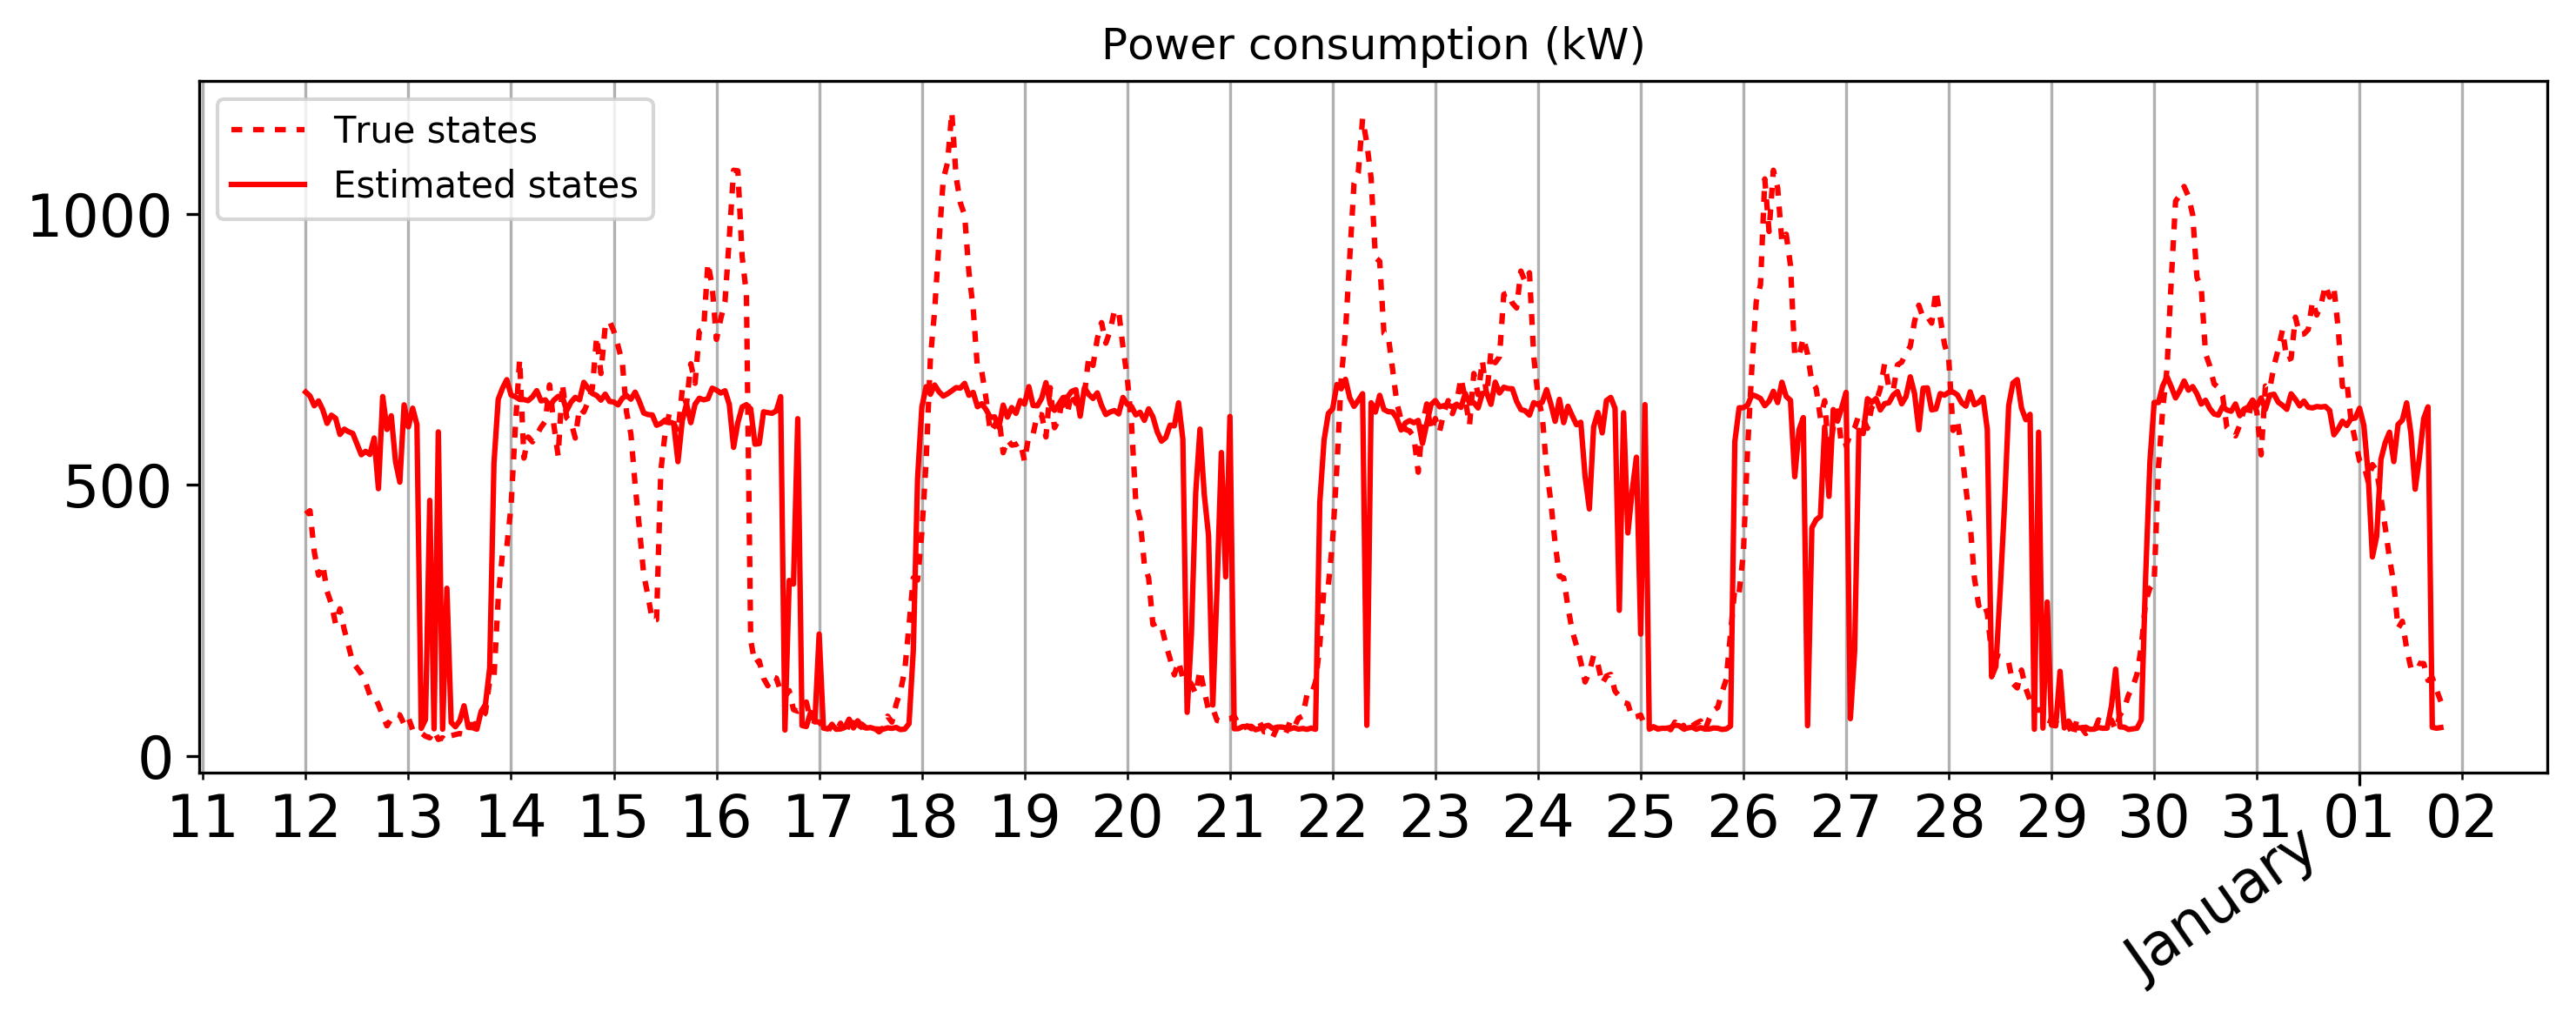 Power consumption (kW)
True states
Estimated states
1000
500
0
11 12 13 14 15 16 17 18 19 20 21 22 23 24 25 26 27 28 29 30 31 01 02
January